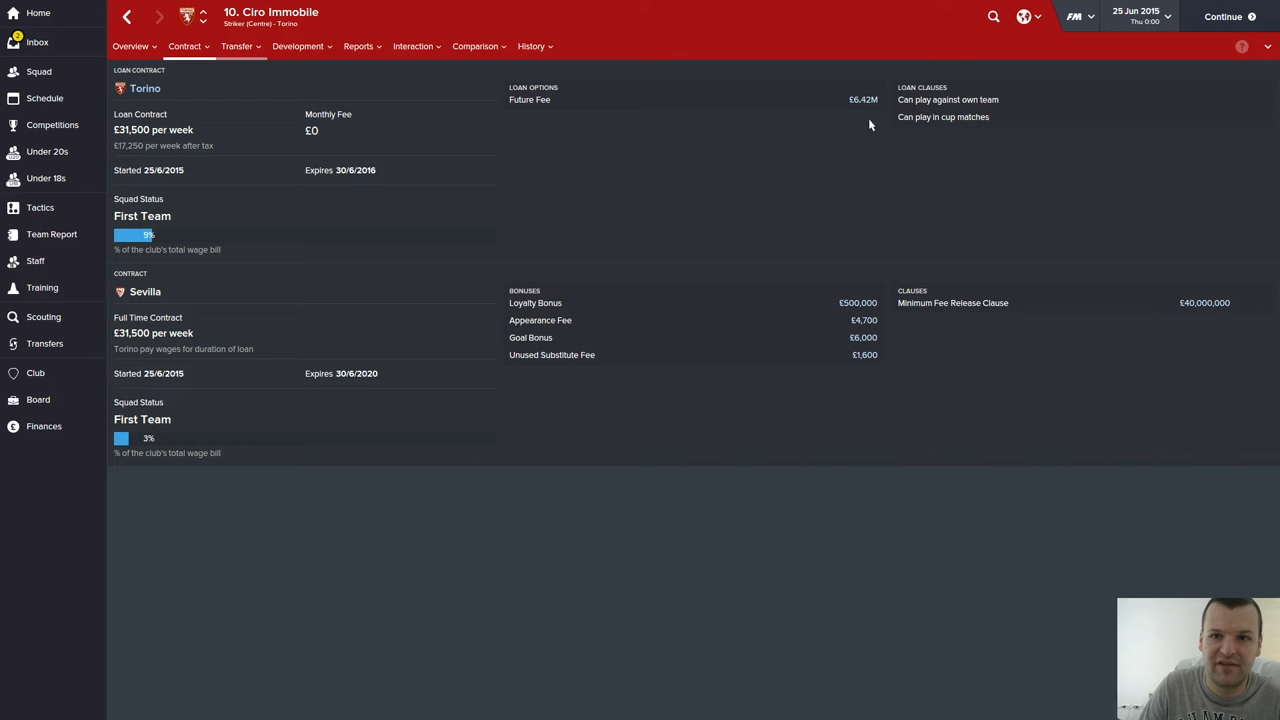 Home
2
Inbox
Squad
Schedule
Competitions
U20
Under 20s
U18
Under 18s
Tactics
Team Report
Staff
Training
Scouting
Transfers
Club
Board
Finances
10. Ciro Immobile
Striker (Centre) - Torino
FM
25 Jun 2015
Thu 0:00
Continue
Overview
Contract
Transfer
Development
Reports
Interaction
Comparison
History
?
LOAN CONTRACT
Torino
Loan Contract
£31,500 per week
£17,250 per week after tax
Monthly Fee
£0
Started 25/6/2015
Expires 30/6/2016
Squad Status
First Team
9%
% of the club's total wage bill
LOAN OPTIONS
Future Fee £6.42M
LOAN CLAUSES
Can play against own team
Can play in cup matches
CONTRACT
Sevilla
Full Time Contract
£31,500 per week
Torino pay wages for duration of loan
Started 25/6/2015
Expires 30/6/2020
Squad Status
First Team
3%
% of the club's total wage bill
BONUSES
Loyalty Bonus £500,000
Appearance Fee £4,700
Goal Bonus £6,000
Unused Substitute Fee £1,600
CLAUSES
Minimum Fee Release Clause £40,000,000